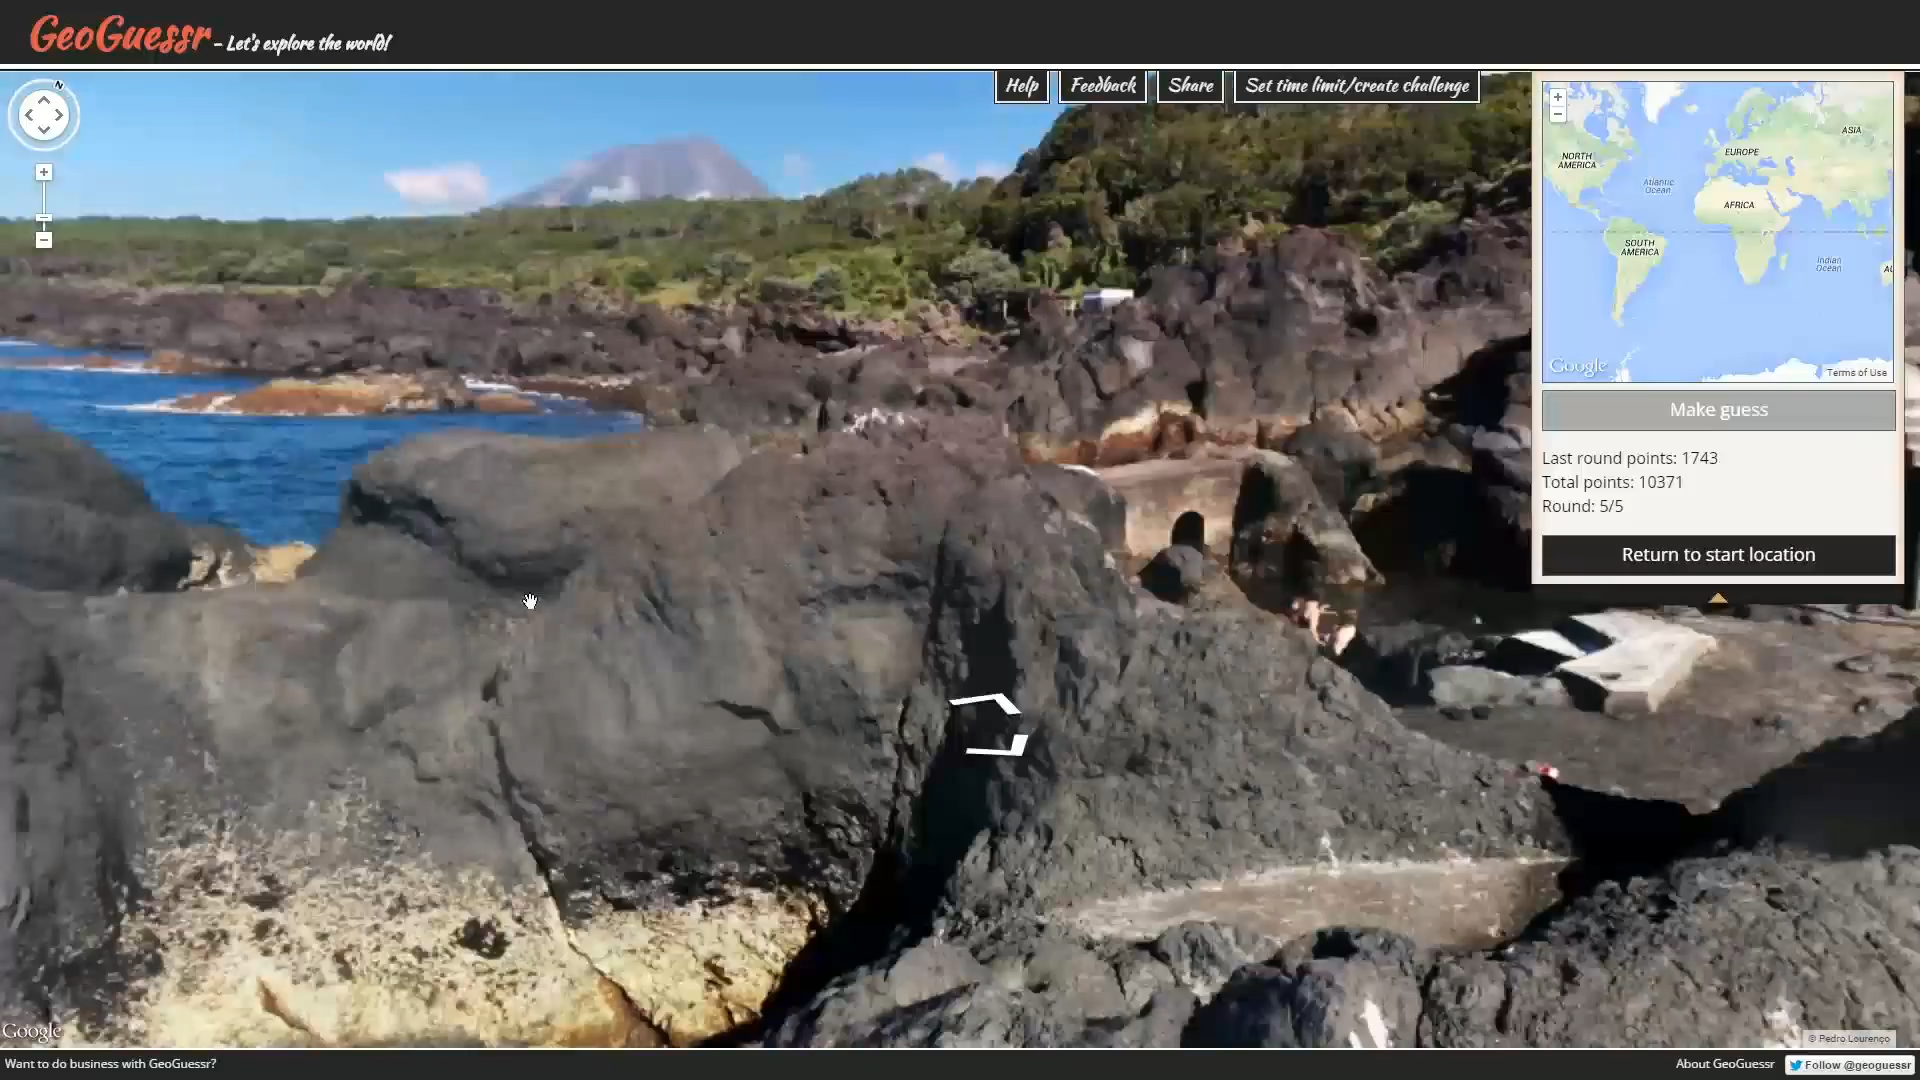 GeoGuessr - Let's explore the world!
Help
Feedback
Share
Set time limit/create challenge
N
+
−
+
−
NORTH
AMERICA
Atlantic
Ocean
EUROPE
ASIA
AFRICA
SOUTH
AMERICA
Indian
Ocean
AU
Google
Terms of Use
Make guess
Last round points: 1743
Total points: 10371
Round: 5/5
Return to start location
Google
© Pedro Lourenço
Want to do business with GeoGuessr?
About GeoGuessr
Follow @geoguessr